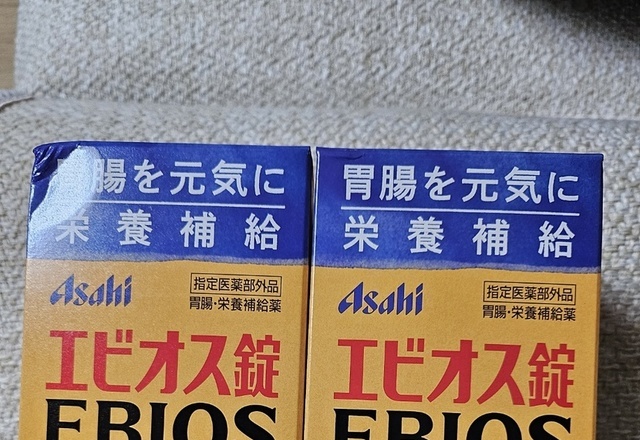 胃腸を元気に
栄養補給
Asahi
指定医薬部外品
胃腸・栄養補給薬
エビオス錠
EBIOS
胃腸を元気に
栄養補給
Asahi
指定医薬部外品
胃腸・栄養補給薬
エビオス錠
EBIOS